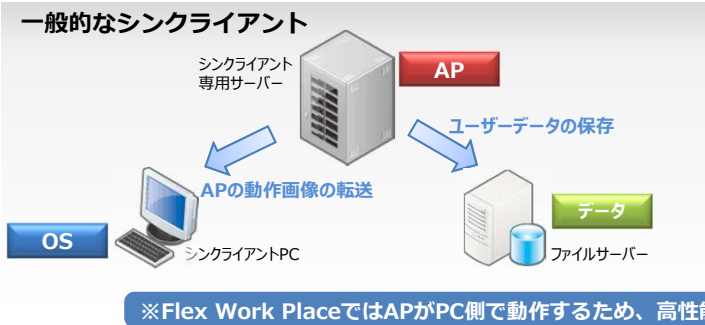 一般的なシンクライアント
シンクライアント
専用サーバー
AP
ユーザーデータの保存
APの動作画像の転送
データ
OS
シンクライアントPC
ファイルサーバー
※Flex Work PlaceではAPがPC側で動作するため、高性能